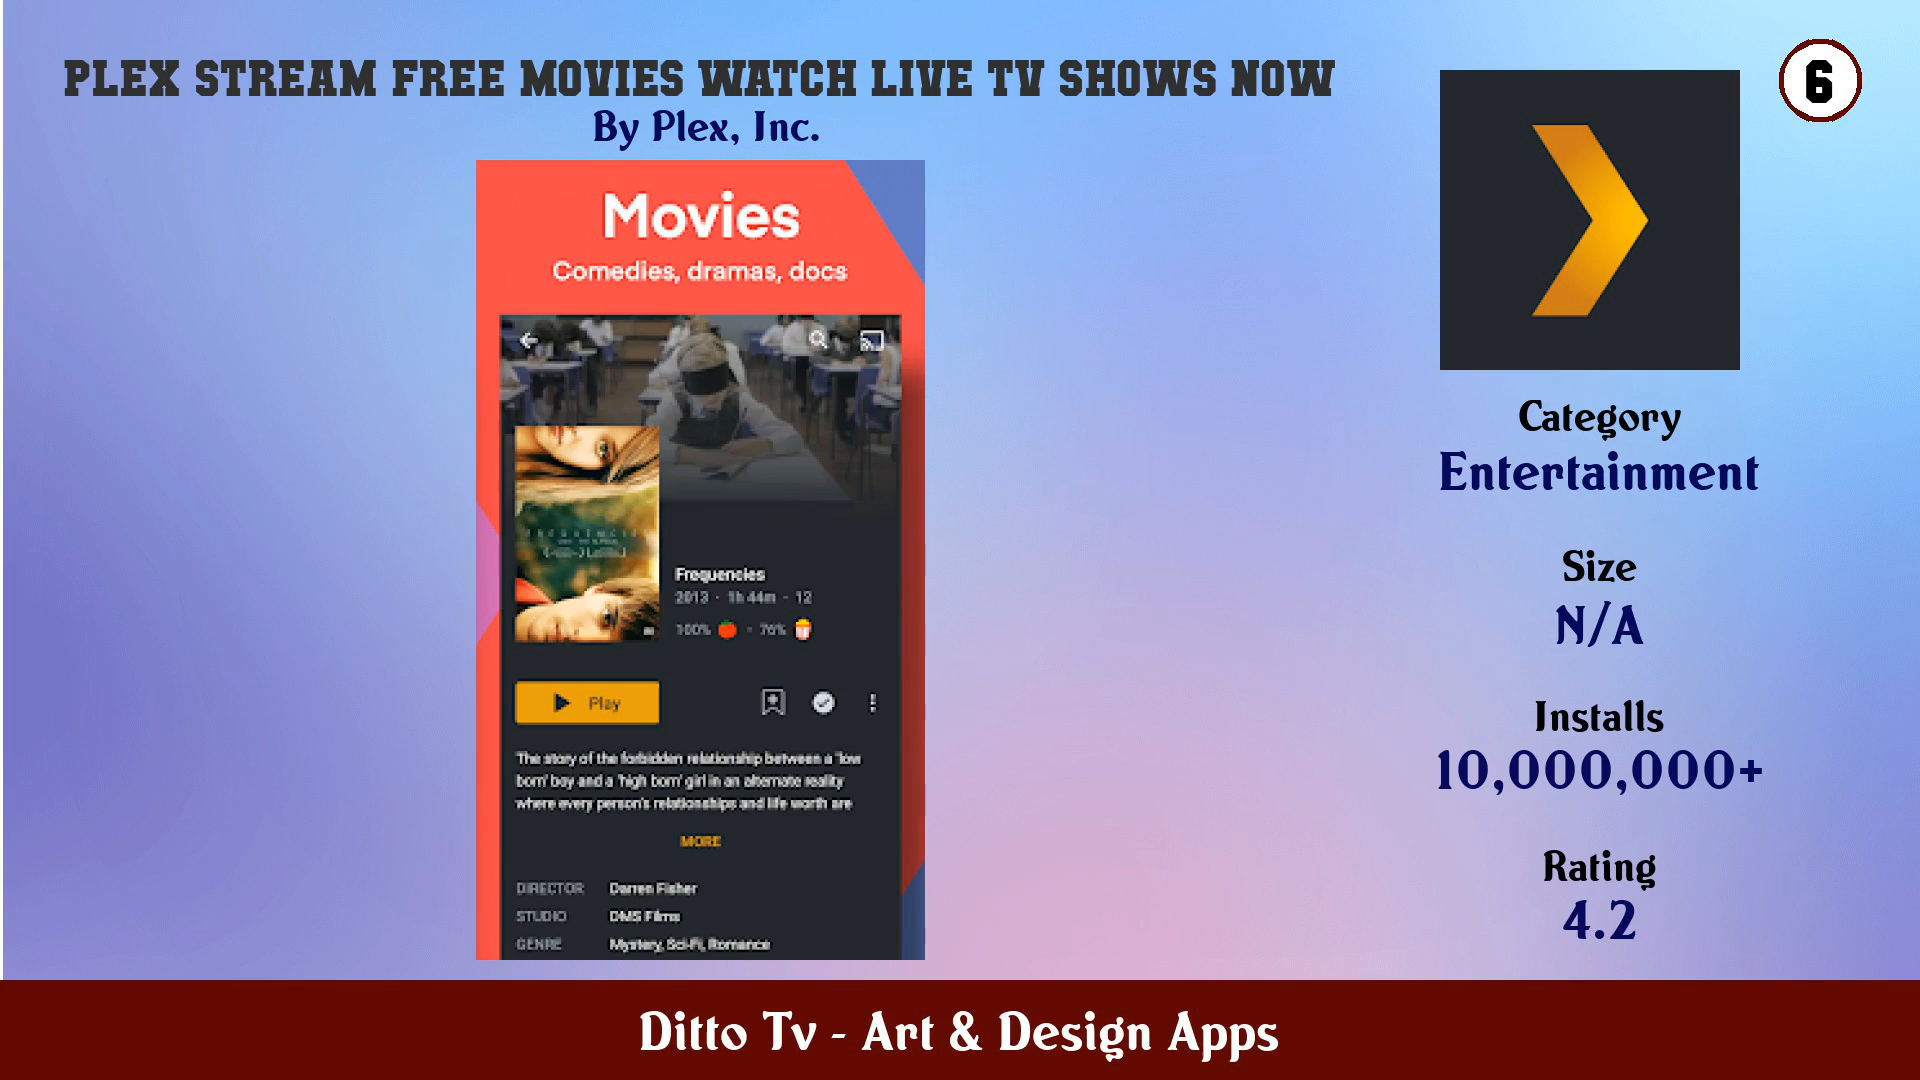 PLEX STREAM FREE MOVIES WATCH LIVE TV SHOWS NOW
By Plex, Inc.
6
Movies
Comedies, dramas, docs
Frequencies
2013 · 1h 44m · 12
100% · 76%
Play
The story of the forbidden relationship between a 'low
born' boy and a 'high born' girl in an alternate reality
where every person's relationships and life worth are
MORE
DIRECTOR Darren Fisher
STUDIO DMS Films
GENRE Mystery, Sci-Fi, Romance
Category
Entertainment
Size
N/A
Installs
10,000,000+
Rating
4.2
Ditto Tv - Art & Design Apps